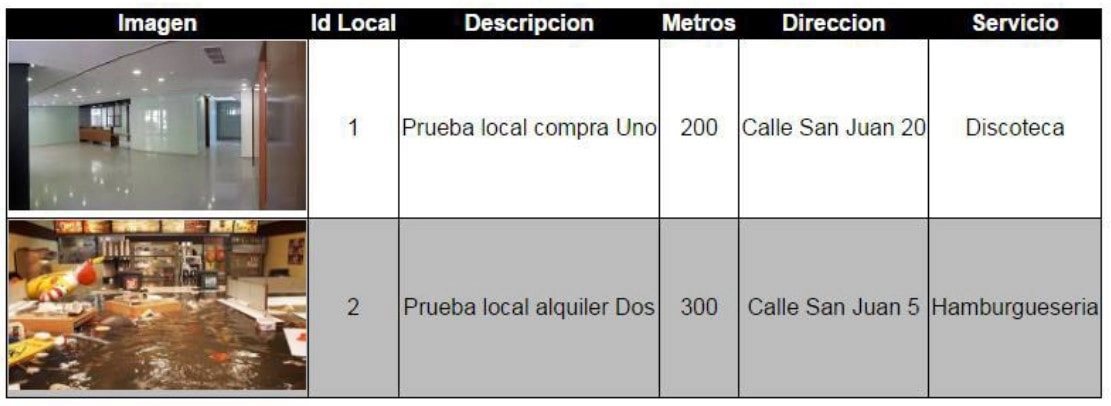 Imagen Id Local Descripcion Metros Direccion Servicio
1 Prueba local compra Uno 200 Calle San Juan 20 Discoteca
2 Prueba local alquiler Dos 300 Calle San Juan 5 Hamburgueseria